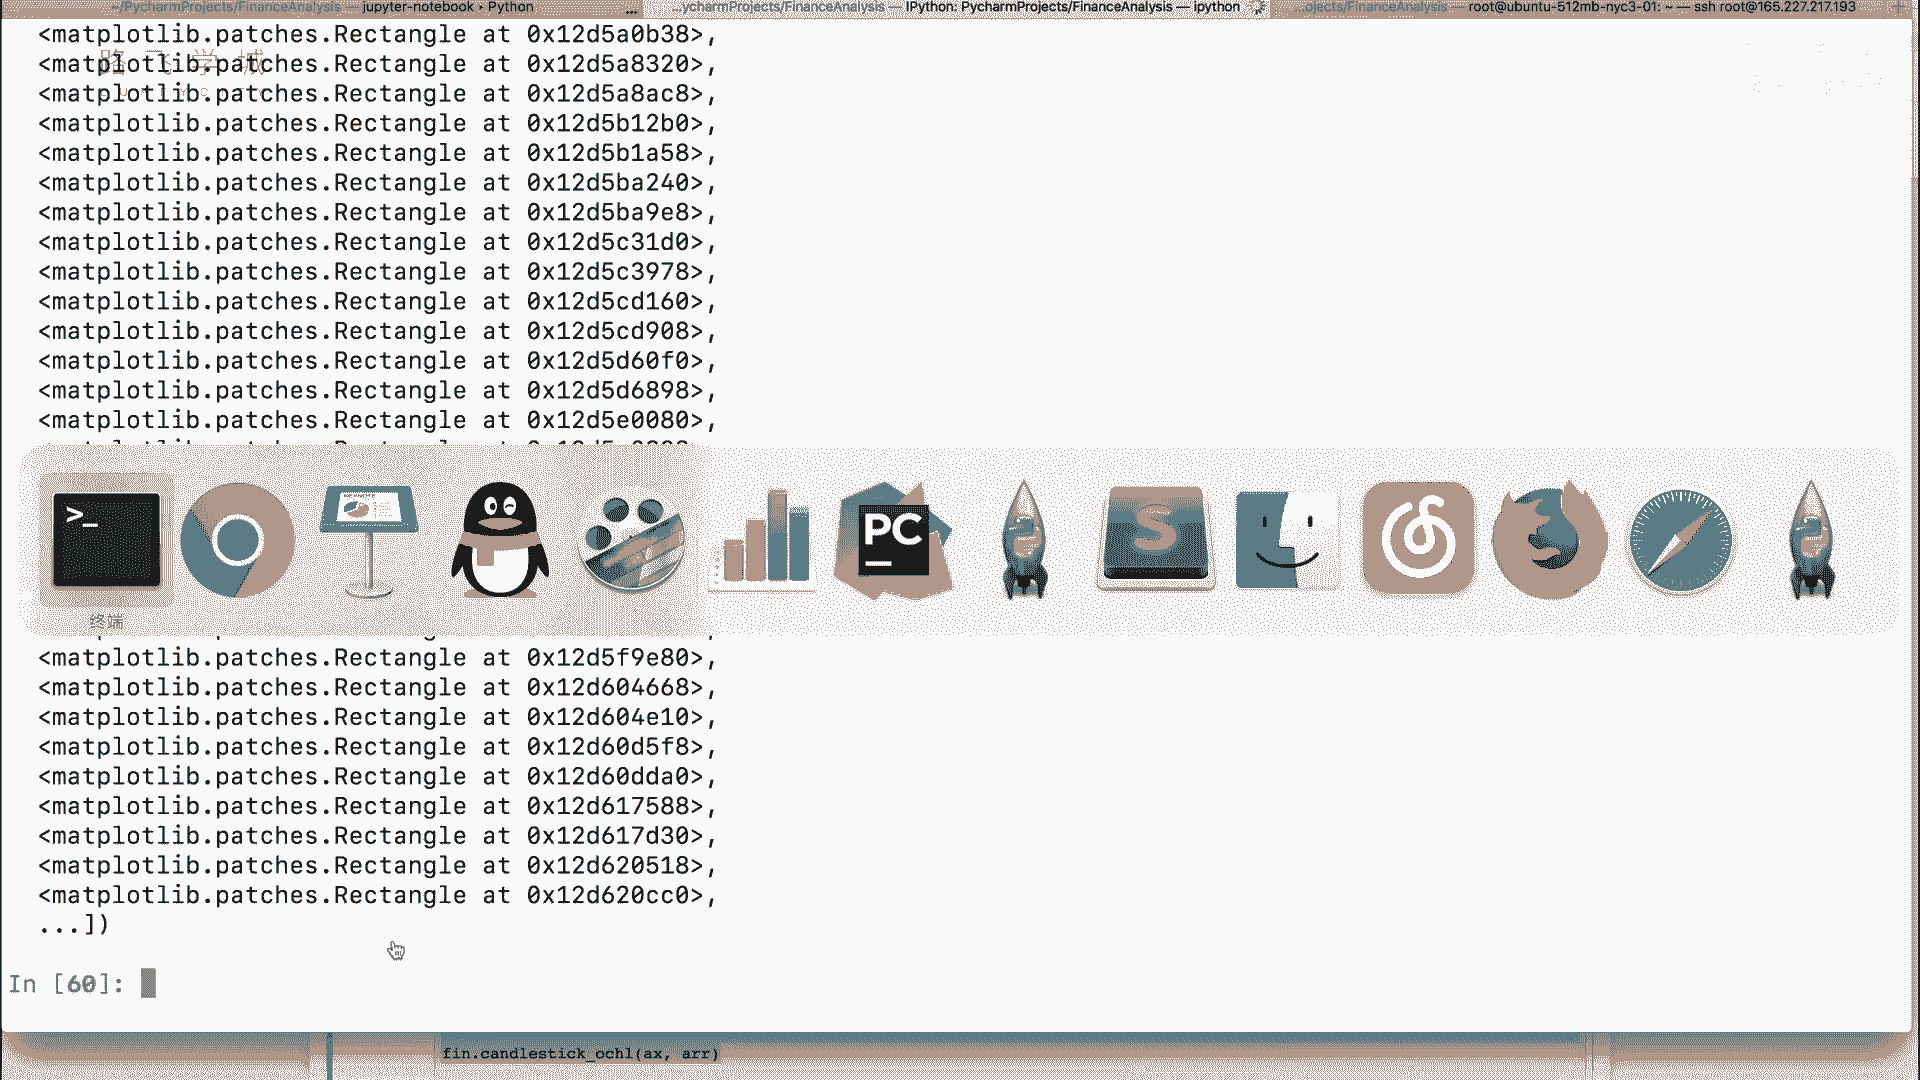 ~/PycharmProjects/FinanceAnalysis — jupyter-notebook ▸ Python ... ...ycharmProjects/FinanceAnalysis — IPython: PycharmProjects/FinanceAnalysis — ipython ...ojects/FinanceAnalysis — root@ubuntu-512mb-nyc3-01: ~ — ssh root@165.227.217.193 +
<matplotlib.patches.Rectangle at 0x12d5a0b38>,
路飞学城
<matplotlib.patches.Rectangle at 0x12d5a8320>,
<matplotlib.patches.Rectangle at 0x12d5a8ac8>,
<matplotlib.patches.Rectangle at 0x12d5b12b0>,
<matplotlib.patches.Rectangle at 0x12d5b1a58>,
<matplotlib.patches.Rectangle at 0x12d5ba240>,
<matplotlib.patches.Rectangle at 0x12d5ba9e8>,
<matplotlib.patches.Rectangle at 0x12d5c31d0>,
<matplotlib.patches.Rectangle at 0x12d5c3978>,
<matplotlib.patches.Rectangle at 0x12d5cd160>,
<matplotlib.patches.Rectangle at 0x12d5cd908>,
<matplotlib.patches.Rectangle at 0x12d5d60f0>,
<matplotlib.patches.Rectangle at 0x12d5d6898>,
<matplotlib.patches.Rectangle at 0x12d5e0080>,
>_
KEYNOTE
PC
S
终端
<matplotlib.patches.Rectangle at 0x12d5f9e80>,
<matplotlib.patches.Rectangle at 0x12d604668>,
<matplotlib.patches.Rectangle at 0x12d604e10>,
<matplotlib.patches.Rectangle at 0x12d60d5f8>,
<matplotlib.patches.Rectangle at 0x12d60dda0>,
<matplotlib.patches.Rectangle at 0x12d617588>,
<matplotlib.patches.Rectangle at 0x12d617d30>,
<matplotlib.patches.Rectangle at 0x12d620518>,
<matplotlib.patches.Rectangle at 0x12d620cc0>,
...])
In [60]:
fin.candlestick_ochl(ax, arr)